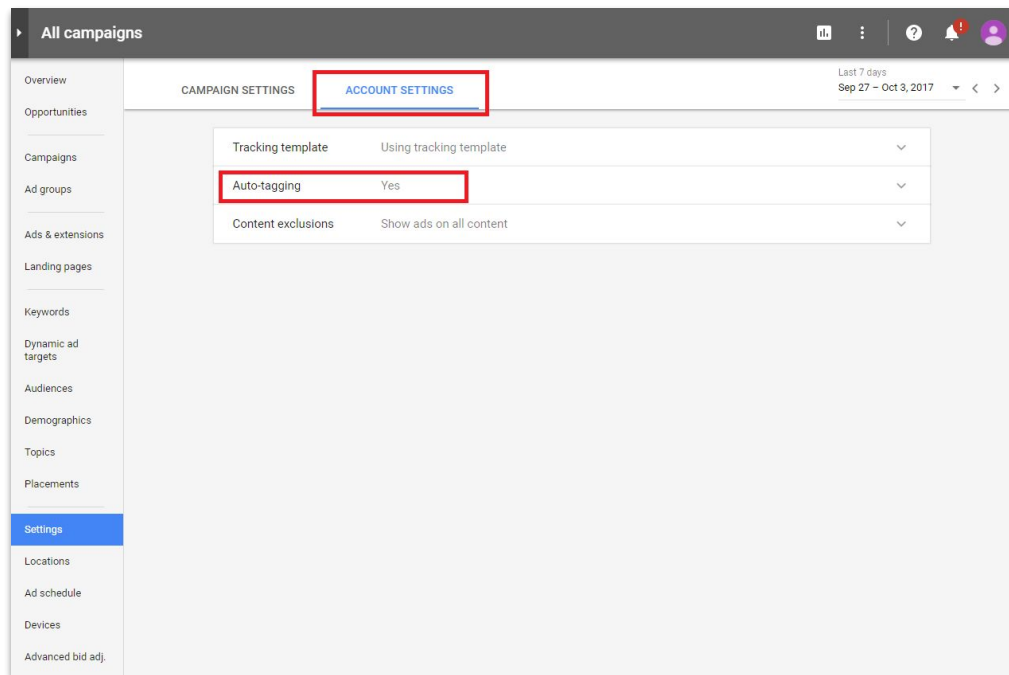 All campaigns
Overview
Opportunities
Campaigns
Ad groups
Ads & extensions
Landing pages
Keywords
Dynamic ad
targets
Audiences
Demographics
Topics
Placements
Settings
Locations
Ad schedule
Devices
Advanced bid adj.
CAMPAIGN SETTINGS
ACCOUNT SETTINGS
Last 7 days
Sep 27 – Oct 3, 2017
Tracking template Using tracking template
Auto-tagging Yes
Content exclusions Show ads on all content